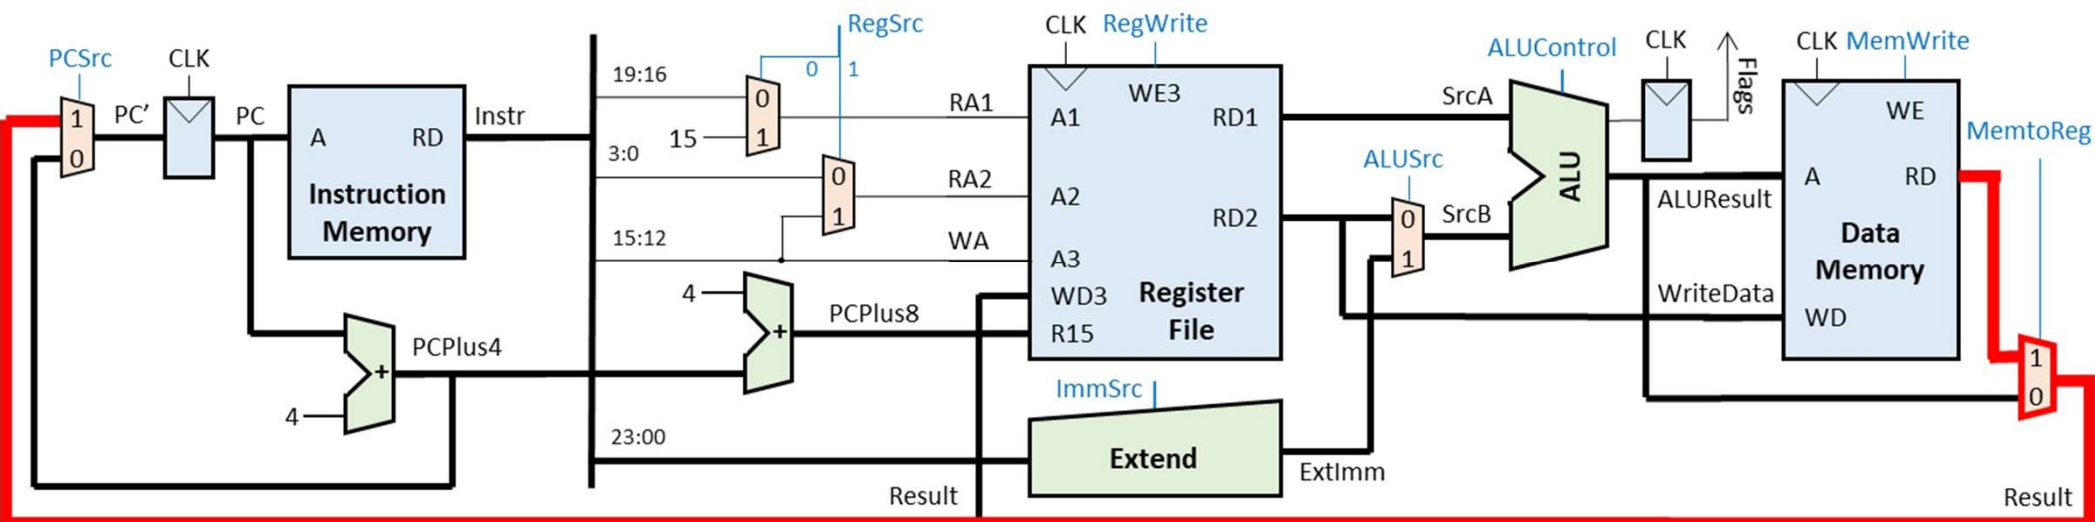 PCSrc
1
0
PC'
CLK
PC
A RD
Instruction
Memory
Instr
4
+
PCPlus4
19:16
15
3:0
15:12
23:00
RegSrc
0 1
0
1
0
1
RA1
RA2
WA
4
+
PCPlus8
CLK RegWrite
WE3
A1 RD1
A2
RD2
A3
WD3
R15
Register
File
ImmSrc
Extend
ExtImm
Result
SrcA
ALUSrc
0
1
SrcB
ALUControl
ALU
CLK
Flags
ALUResult
WriteData
CLK MemWrite
WE
A RD
Data
Memory
WD
MemtoReg
1
0
Result